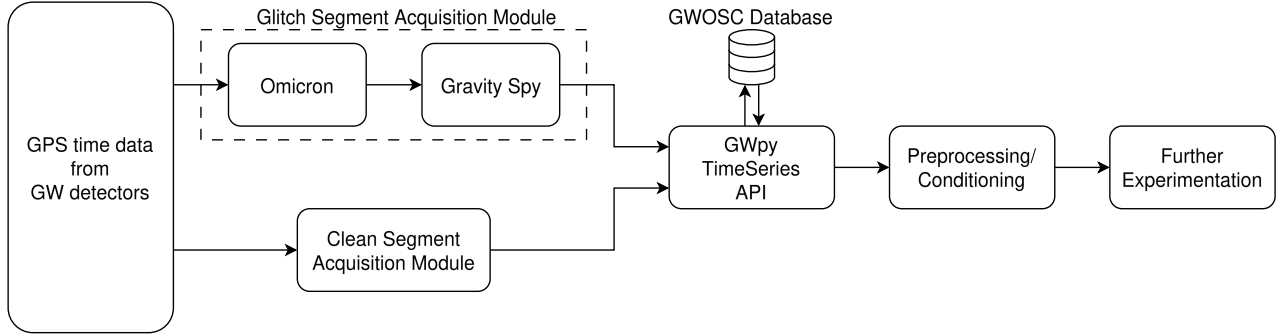 Glitch Segment Acquisition Module
GWOSC Database
Omicron
Gravity Spy
GPS time data
from
GW detectors
GWpy
TimeSeries
API
Preprocessing/
Conditioning
Further
Experimentation
Clean Segment
Acquisition Module